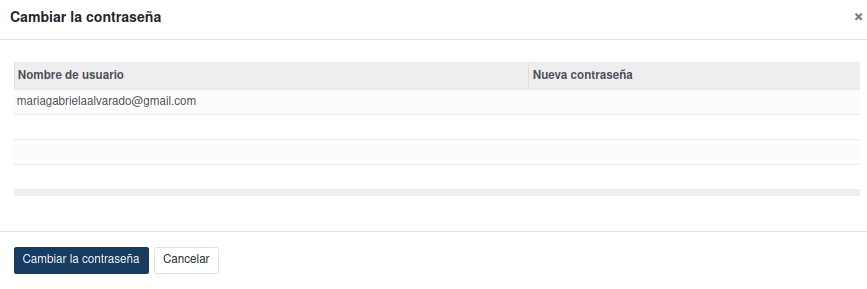 Cambiar la contraseña ×
Nombre de usuario Nueva contraseña
mariagabrielaalvarado@gmail.com
Cambiar la contraseña Cancelar